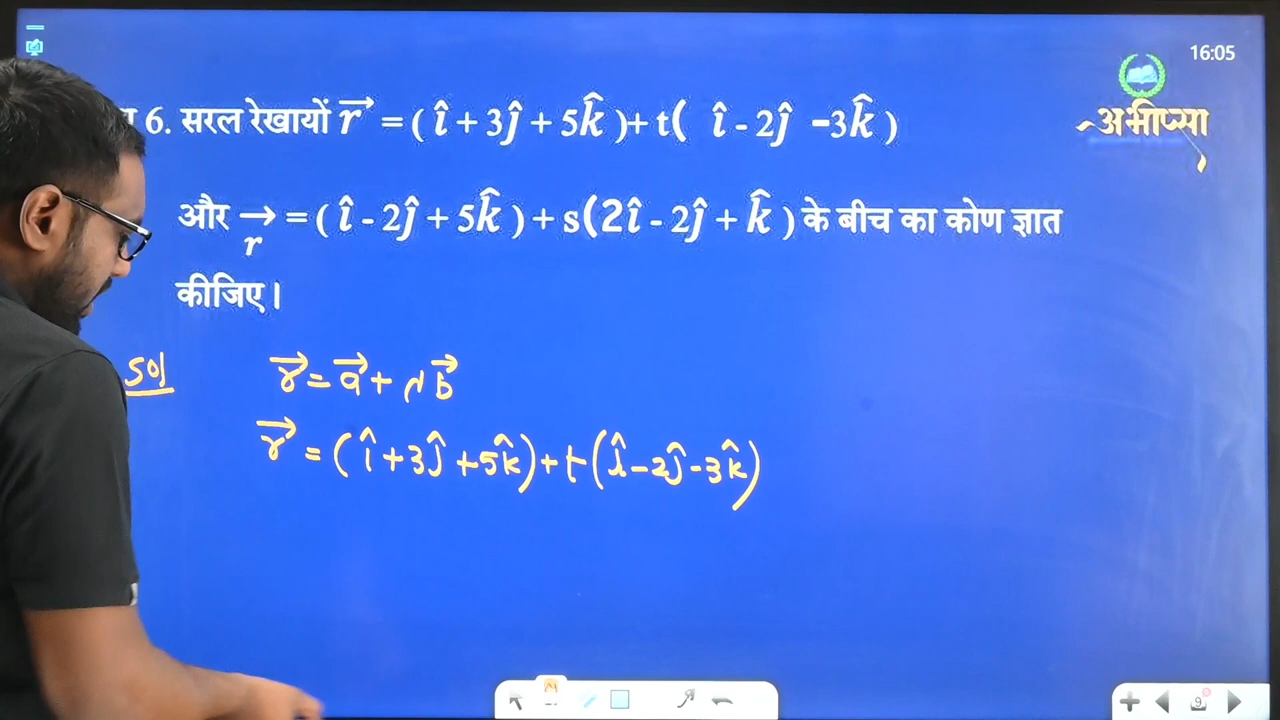 16:05
अभीप्सा
6. सरल रेखायों r⃗ = ( î + 3ĵ + 5k̂ )+ t( î - 2ĵ -3k̂ )
और r⃗ = ( î - 2ĵ + 5k̂ ) + s(2î - 2ĵ + k̂ ) के बीच का कोण ज्ञात
कीजिए।
Sol r⃗ = a⃗ + λb⃗
r⃗ = (î+3ĵ+5k̂)+t(î-2ĵ-3k̂)
9